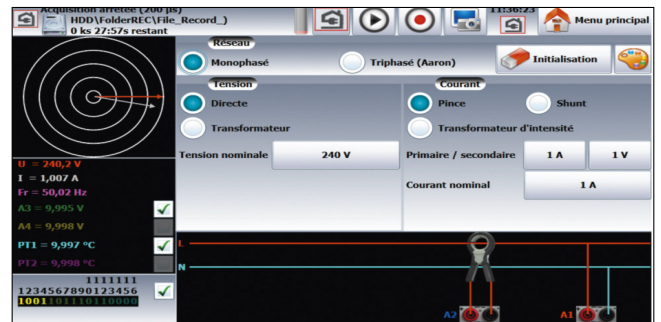 Acquisition arrêtée (200 µs)
HDD\FolderREC\File_Record_)
0 ks 27:57s restant
11:36:23
Menu principal
Réseau
Monophasé
Triphasé (Aaron)
Initialisation
Tension
Directe
Transformateur
Tension nominale
240 V
Courant
Pince
Shunt
Transformateur d'intensité
Primaire / secondaire
1 A
1 V
Courant nominal
1 A
U = 240,2 V
I = 1,007 A
Fr = 50,02 Hz
A3 = 9,995 V
A4 = 9,998 V
PT1 = 9,997 °C
PT2 = 9,998 °C
1111111
1234567890123456
1001101110110000
L
N
A2
A1